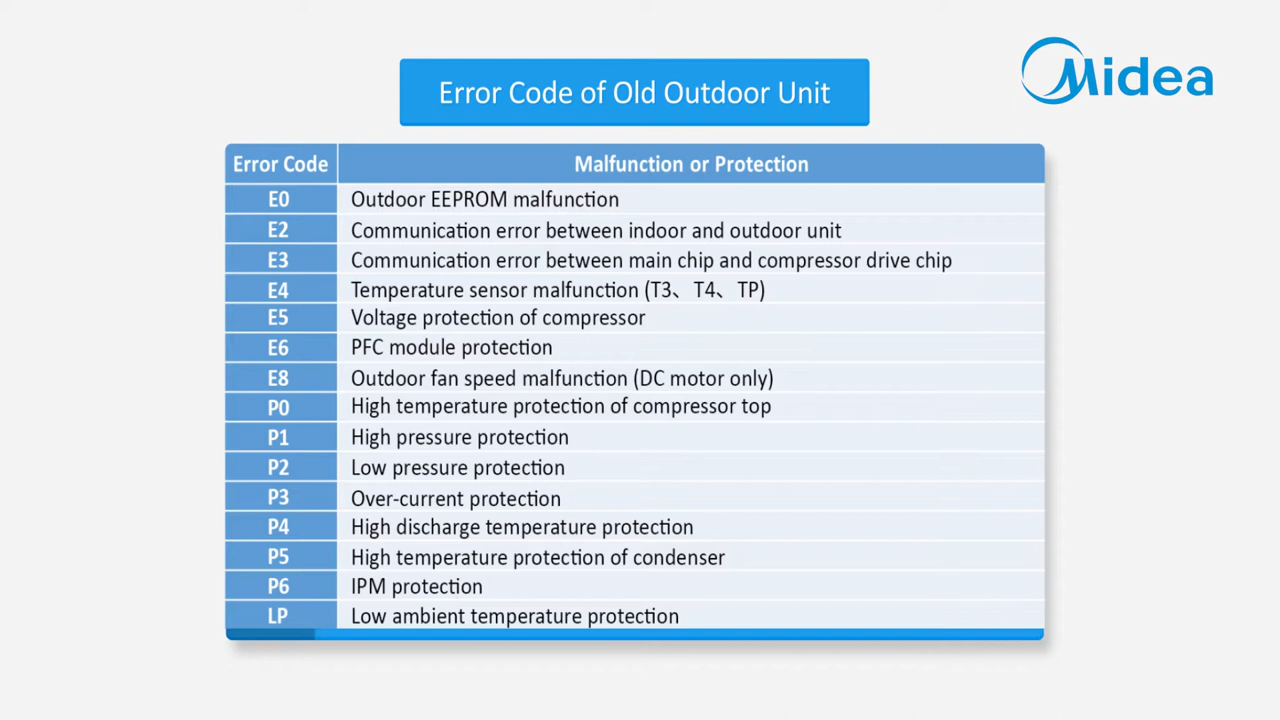 Midea
Error Code of Old Outdoor Unit
Error Code Malfunction or Protection
E0 Outdoor EEPROM malfunction
E2 Communication error between indoor and outdoor unit
E3 Communication error between main chip and compressor drive chip
E4 Temperature sensor malfunction (T3、T4、TP)
E5 Voltage protection of compressor
E6 PFC module protection
E8 Outdoor fan speed malfunction (DC motor only)
P0 High temperature protection of compressor top
P1 High pressure protection
P2 Low pressure protection
P3 Over-current protection
P4 High discharge temperature protection
P5 High temperature protection of condenser
P6 IPM protection
LP Low ambient temperature protection